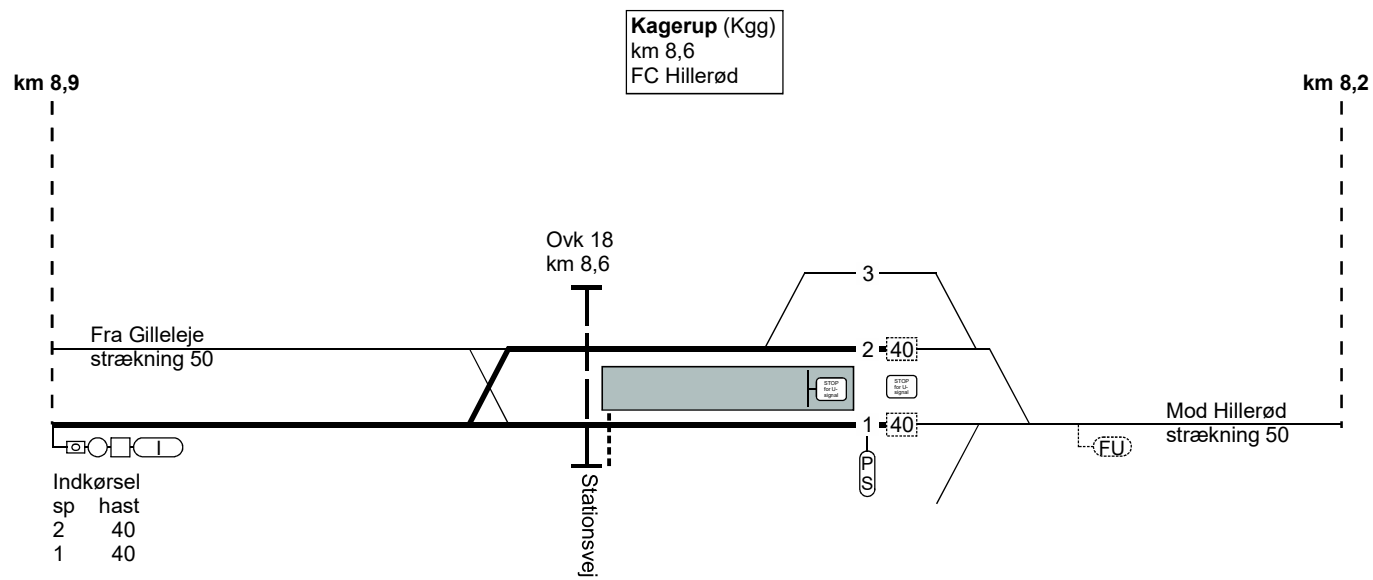 Kagerup (Kgg)
km 8,6
FC Hillerød
km 8,9
km 8,2
Ovk 18
km 8,6
3
Fra Gilleleje
strækning 50
2
40
STOP
for U-
signal
STOP
for U-
signal
1
40
Mod Hillerød
strækning 50
I
FU
P
S
Indkørsel
sp hast
2 40
1 40
Stationsvej